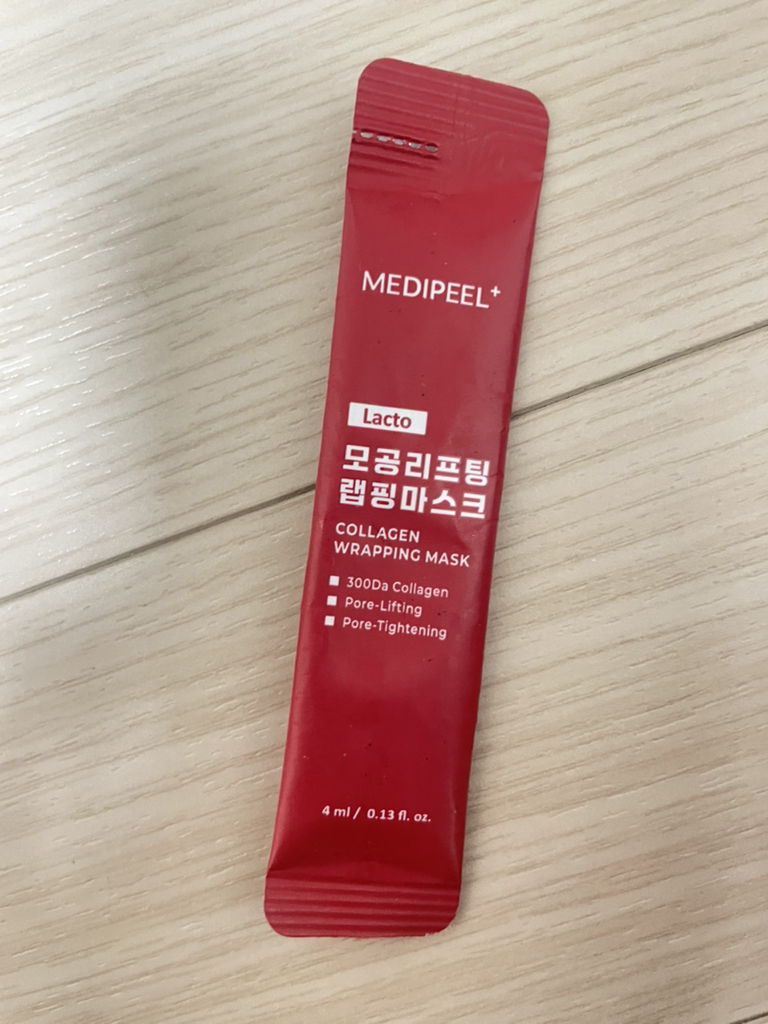 MEDIPEEL+
Lacto
모공리프팅
랩핑마스크
COLLAGEN
WRAPPING MASK
300Da Collagen
Pore-Lifting
Pore-Tightening
4 ml / 0.13 fl. oz.